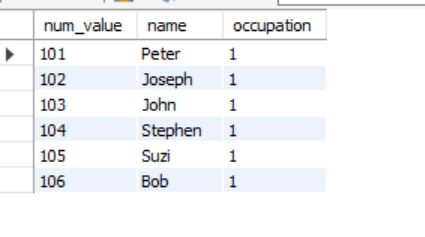 num_value name occupation
101 Peter 1
102 Joseph 1
103 John 1
104 Stephen 1
105 Suzi 1
106 Bob 1